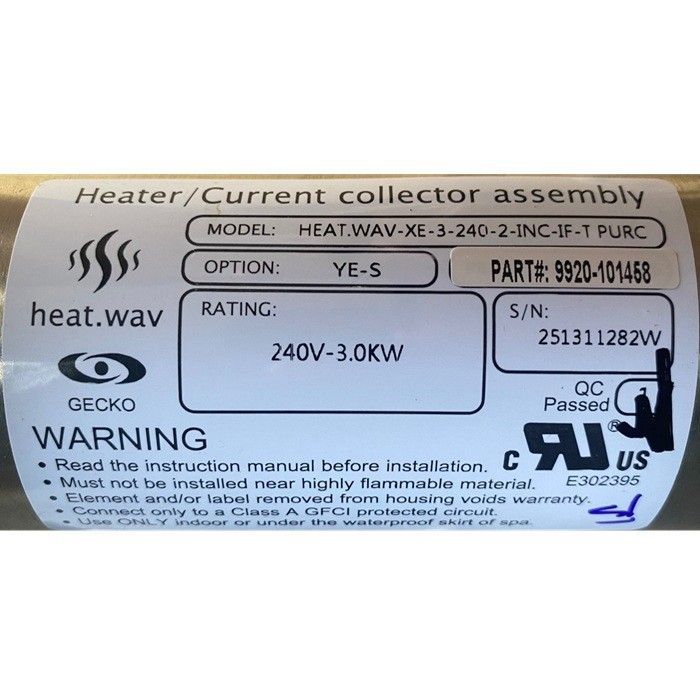 Heater/Current collector assembly
MODEL: HEAT.WAV-XE-3-240-2-INC-IF-T PURC
OPTION: YE-S
PART#: 9920-101458
heat.wav
RATING:
240V-3.0KW
S/N:
251311282W
GECKO
QC
Passed
WARNING
• Read the instruction manual before installation.
• Must not be installed near highly flammable material.
• Element and/or label removed from housing voids warranty.
• Connect only to a Class A GFCI protected circuit.
• Use ONLY indoor or under the waterproof skirt of spa.
C RU® US
E302395